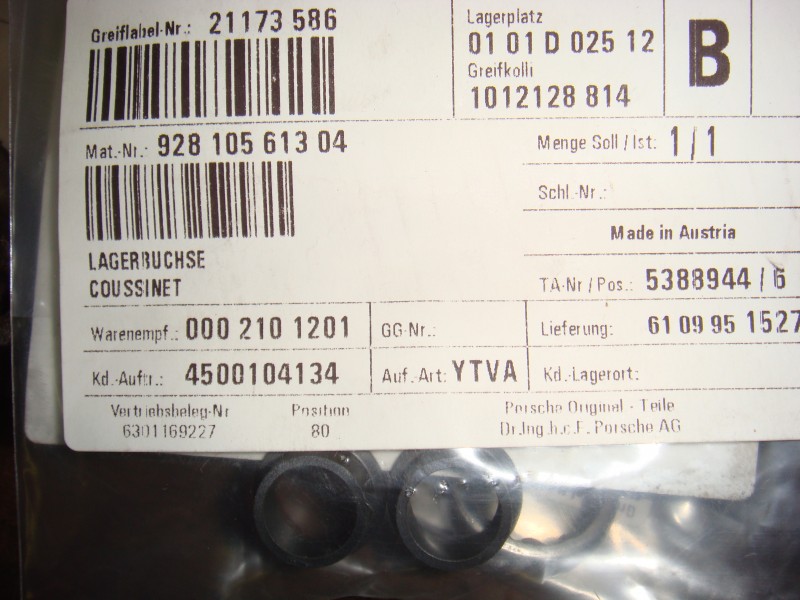 Greiflabel-Nr.: 21173 586
Lagerplatz
01 01 D 025 12
Greifkolli
1012128 814
B
Mat.-Nr.: 928 105 613 04
Menge Soll / Ist: 1 / 1
Schl.-Nr.:
Made in Austria
LAGERBUCHSE
COUSSINET
TA-Nr / Pos.: 5388944 / 6
Warenempf.: 000 210 1201
GG-Nr.:
Lieferung: 61 09 95 1527
Kd.-Auftr.: 4500104134
Auf.-Art: YTVA
Kd.-Lagerort:
Vertriebsbeleg-Nr Position
6301169227 80
Porsche Original - Teile
Dr.Ing.h.c.F. Porsche AG